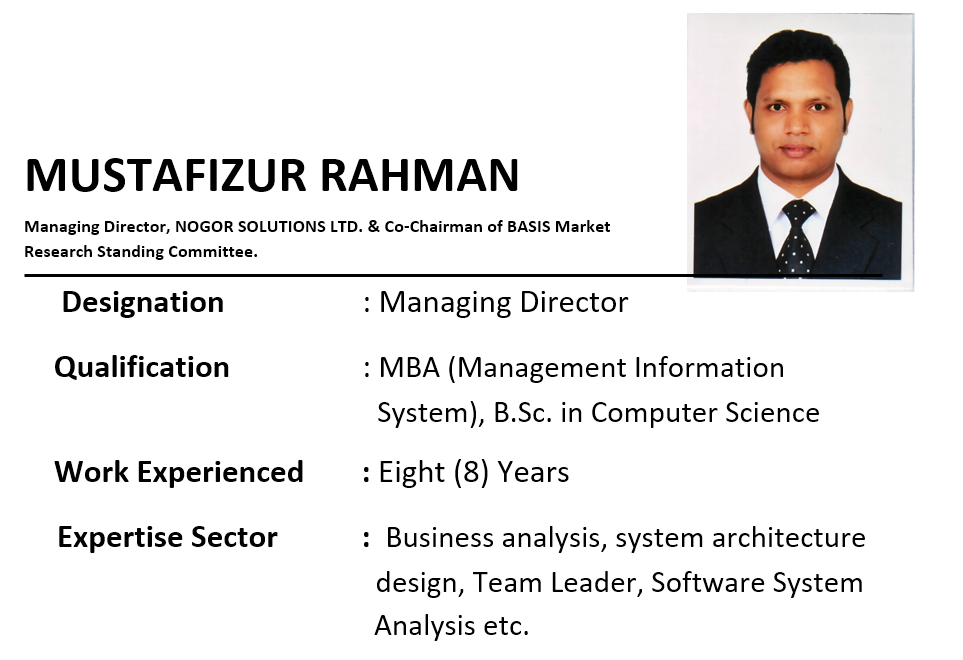 MUSTAFIZUR RAHMAN
Managing Director, NOGOR SOLUTIONS LTD. & Co-Chairman of BASIS Market
Research Standing Committee.
Designation : Managing Director
Qualification : MBA (Management Information
System), B.Sc. in Computer Science
Work Experienced : Eight (8) Years
Expertise Sector : Business analysis, system architecture
design, Team Leader, Software System
Analysis etc.